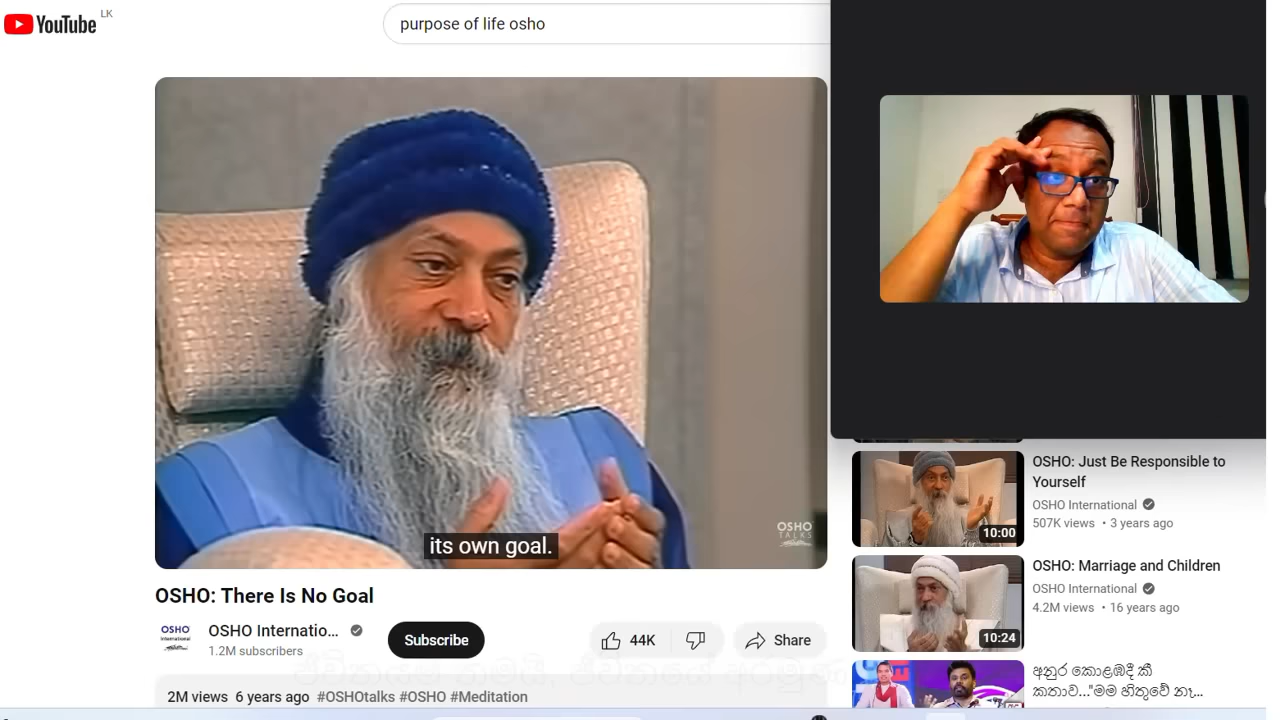 YouTube
LK
purpose of life osho
its own goal.
OSHO
TALKS
OSHO: There Is No Goal
OSHO
International
OSHO Internatio...
1.2M subscribers
Subscribe
44K
Share
2M views 6 years ago #OSHOtalks #OSHO #Meditation
OSHO: Just Be Responsible to
Yourself
OSHO International
507K views • 3 years ago
10:00
OSHO: Marriage and Children
OSHO International
4.2M views • 16 years ago
10:24
අනුර කොළඹදී කී
කතාව..."මම හිතුවේ නෑ...